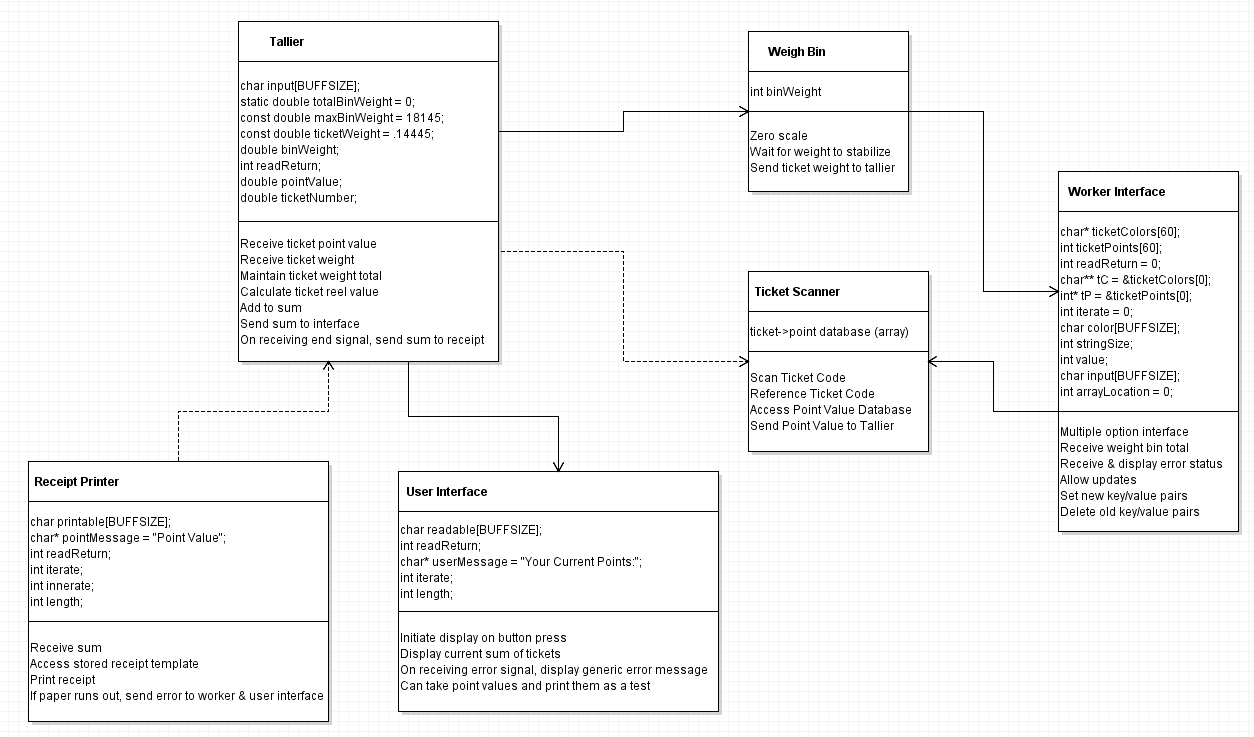 Tallier
char input[BUFFSIZE];
static double totalBinWeight = 0;
const double maxBinWeight = 18145;
const double ticketWeight = .14445;
double binWeight;
int readReturn;
double pointValue;
double ticketNumber;
Receive ticket point value
Receive ticket weight
Maintain ticket weight total
Calculate ticket reel value
Add to sum
Send sum to interface
On receiving end signal, send sum to receipt
Weigh Bin
int binWeight
Zero scale
Wait for weight to stabilize
Send ticket weight to tallier
Worker Interface
char* ticketColors[60];
int ticketPoints[60];
int readReturn = 0;
char** tC = &ticketColors[0];
int* tP = &ticketPoints[0];
int iterate = 0;
char color[BUFFSIZE];
int stringSize;
int value;
char input[BUFFSIZE];
int arrayLocation = 0;
Multiple option interface
Receive weight bin total
Receive & display error status
Allow updates
Set new key/value pairs
Delete old key/value pairs
Ticket Scanner
ticket->point database (array)
Scan Ticket Code
Reference Ticket Code
Access Point Value Database
Send Point Value to Tallier
Receipt Printer
char printable[BUFFSIZE];
char* pointMessage = "Point Value";
int readReturn;
int iterate;
int innerate;
int length;
Receive sum
Access stored receipt template
Print receipt
If paper runs out, send error to worker & user interface
User Interface
char readable[BUFFSIZE];
int readReturn;
char* userMessage = "Your Current Points:";
int iterate;
int length;
Initiate display on button press
Display current sum of tickets
On receiving error signal, display generic error message
Can take point values and print them as a test